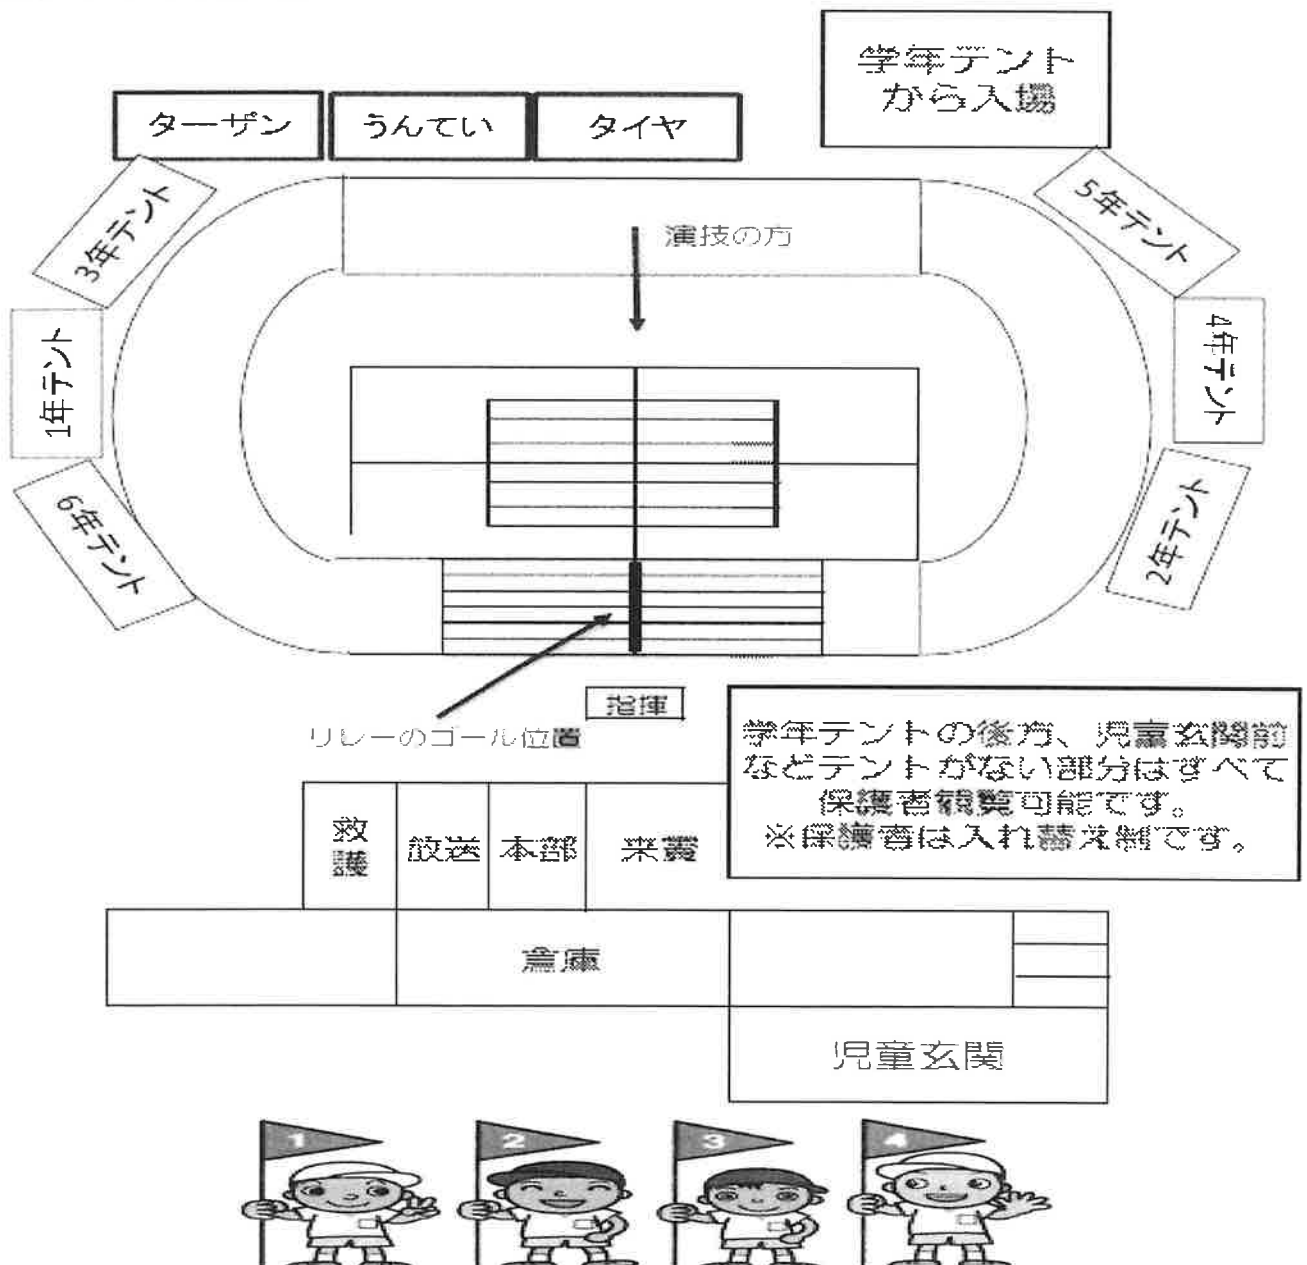 学年テント
から入場
ターザン
うんてい
タイヤ
3年テント
5年テント
演技の方
1年テント
4年テント
6年テント
2年テント
指揮
リレーのゴール位置
学年テントの後方、児童玄関前
などテントがない部分はすべて
保護者観覧可能です。
※保護者は入れ替え制です。
救護
放送
本部
来賓
倉庫
児童玄関
1
2
3
4